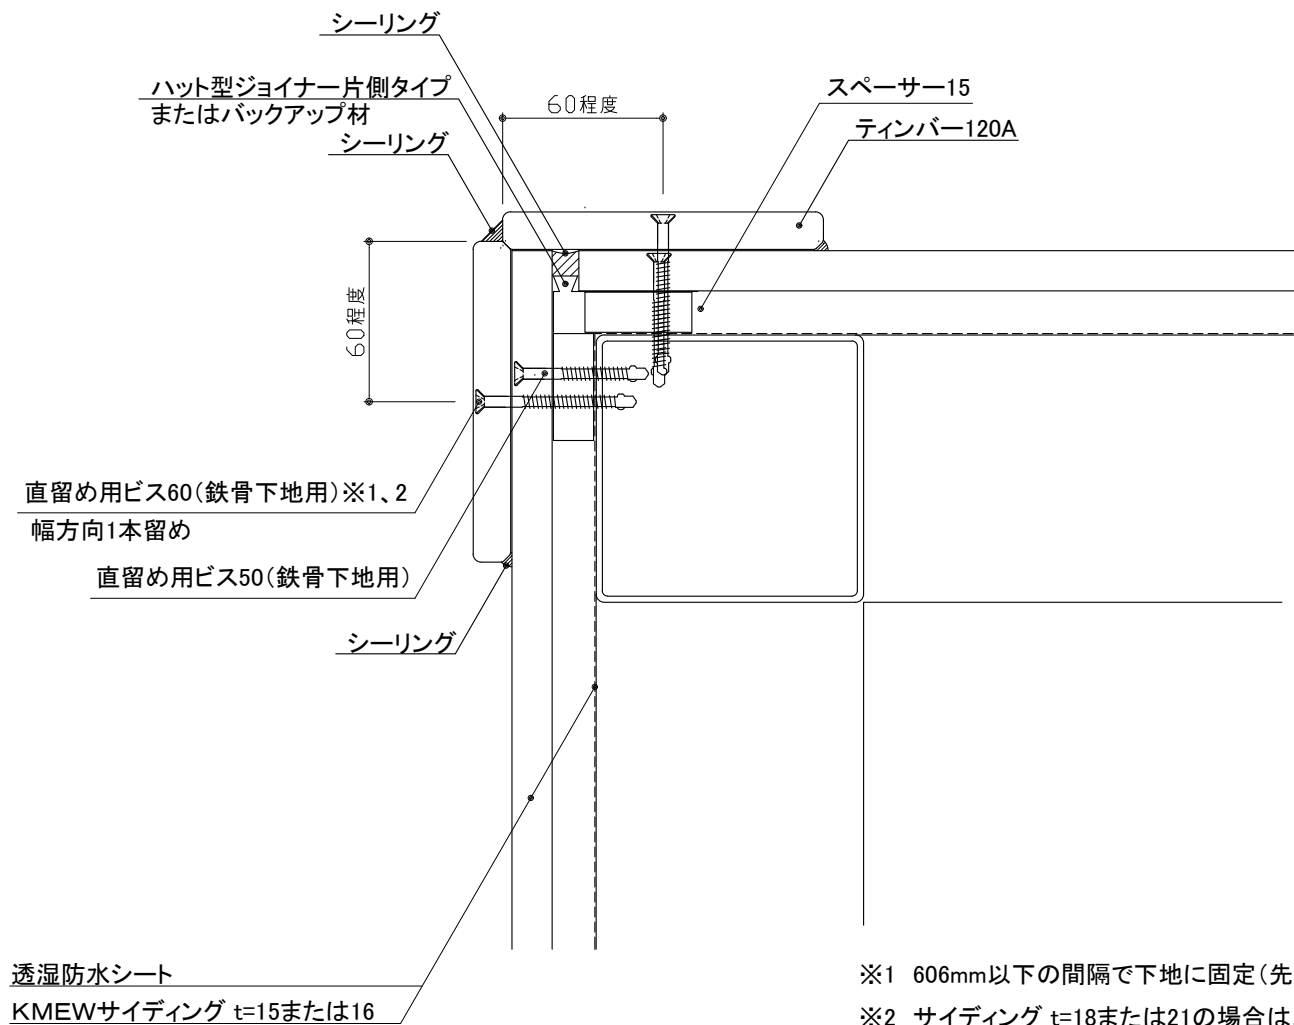 シーリング
ハット型ジョイナー片側タイプ
またはバックアップ材
シーリング
60程度
スペーサー15
ティンバー120A
60程度
直留め用ビス60(鉄骨下地用)※1、2
幅方向1本留め
直留め用ビス50(鉄骨下地用)
シーリング
透湿防水シート
KMEWサイディング t=15または16
※1 606mm以下の間隔で下地に固定(先
※2 サイディング t=18または21の場合は